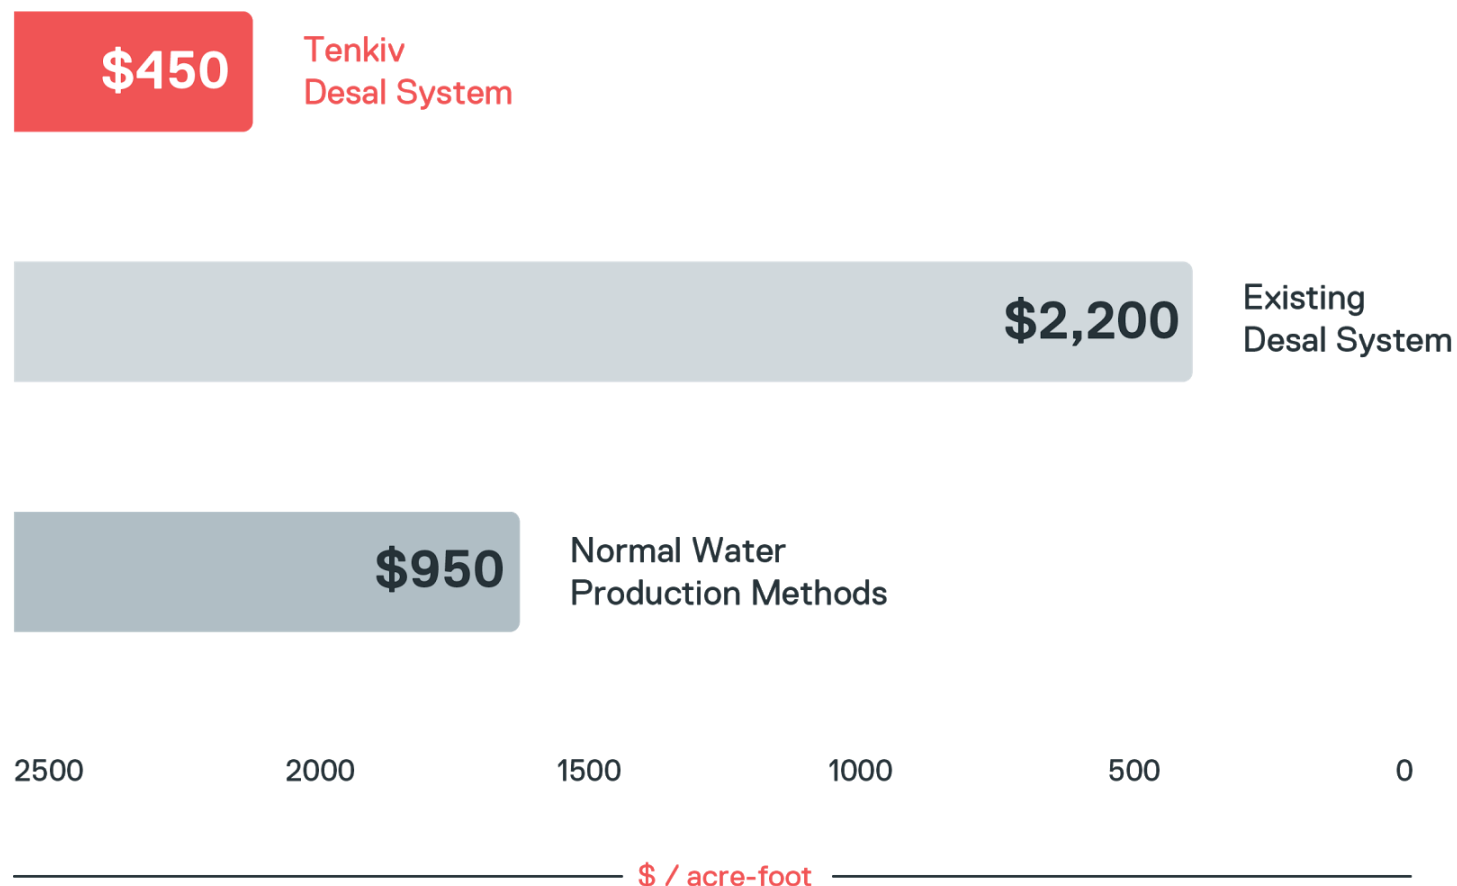 $450
Tenkiv
Desal System
$2,200
Existing
Desal System
$950
Normal Water
Production Methods
2500 2000 1500 1000 500 0
$ / acre-foot